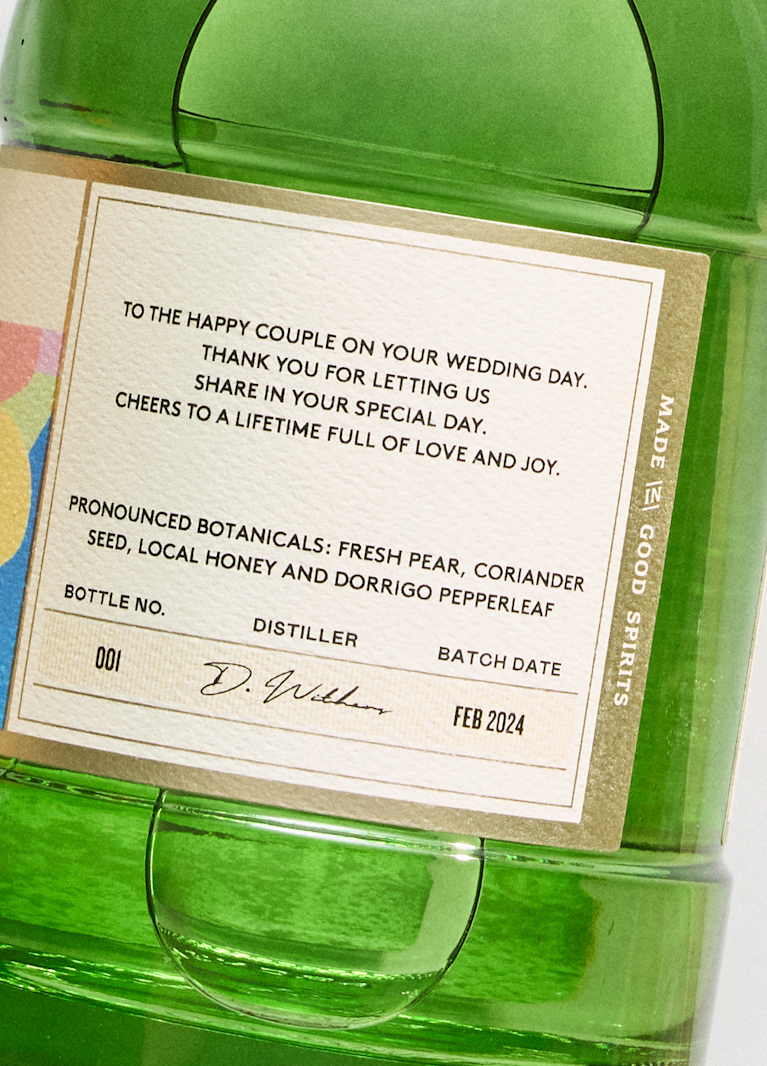 TO THE HAPPY COUPLE ON YOUR WEDDING DAY.
THANK YOU FOR LETTING US
SHARE IN YOUR SPECIAL DAY.
CHEERS TO A LIFETIME FULL OF LOVE AND JOY.
PRONOUNCED BOTANICALS: FRESH PEAR, CORIANDER
SEED, LOCAL HONEY AND DORRIGO PEPPERLEAF
BOTTLE NO. DISTILLER BATCH DATE
001 D. Withers FEB 2024
MADE IN GOOD SPIRITS